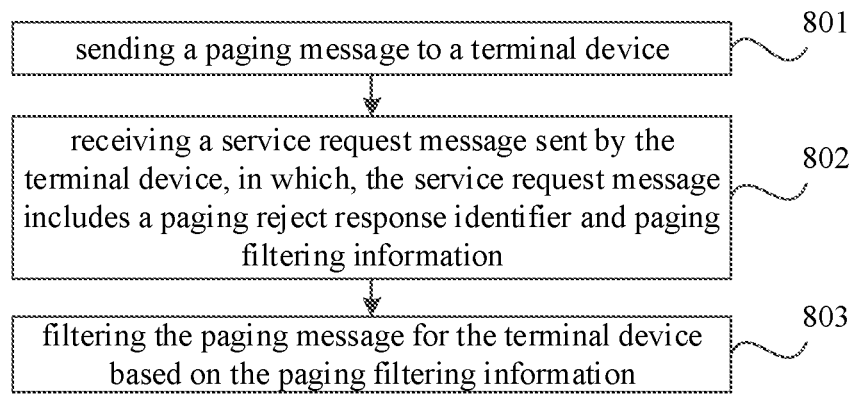 sending a paging message to a terminal device
801
receiving a service request message sent by the
terminal device, in which, the service request message
includes a paging reject response identifier and paging
filtering information
802
filtering the paging message for the terminal device
based on the paging filtering information
803